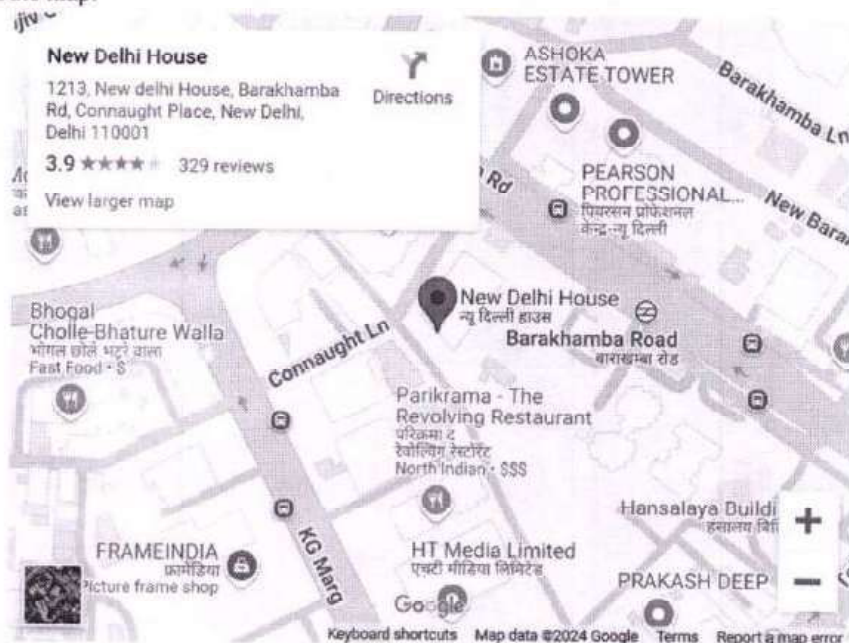 New Delhi House
1213, New delhi House, Barakhamba
Rd, Connaught Place, New Delhi,
Delhi 110001
3.9 ★★★★ 329 reviews
View larger map
Directions
ASHOKA
ESTATE TOWER
Barakhamba Ln
PEARSON
PROFESSIONAL...
पियरसन प्रोफेशनल
केन्द्र-न्यू दिल्ली
Rd
New Bara
New Delhi House
न्यू दिल्ली हाउस
Barakhamba Road
बाराखम्बा रोड
Bhogal
Cholle-Bhature Walla
भोगल छोले भटूरे वाला
Fast Food • $
Connaught Ln
Parikrama - The
Revolving Restaurant
परिक्रमा द
रेवोल्विंग रेस्टोरेंट
North Indian • $$$
Hansalaya Buildi
हंसालय बिल्
+
−
FRAMEINDIA
फ्रामेंडिया
Picture frame shop
KG Marg
HT Media Limited
एचटी मीडिया लिमिटेड
PRAKASH DEEP
Google
Keyboard shortcuts Map data ©2024 Google Terms Report a map error